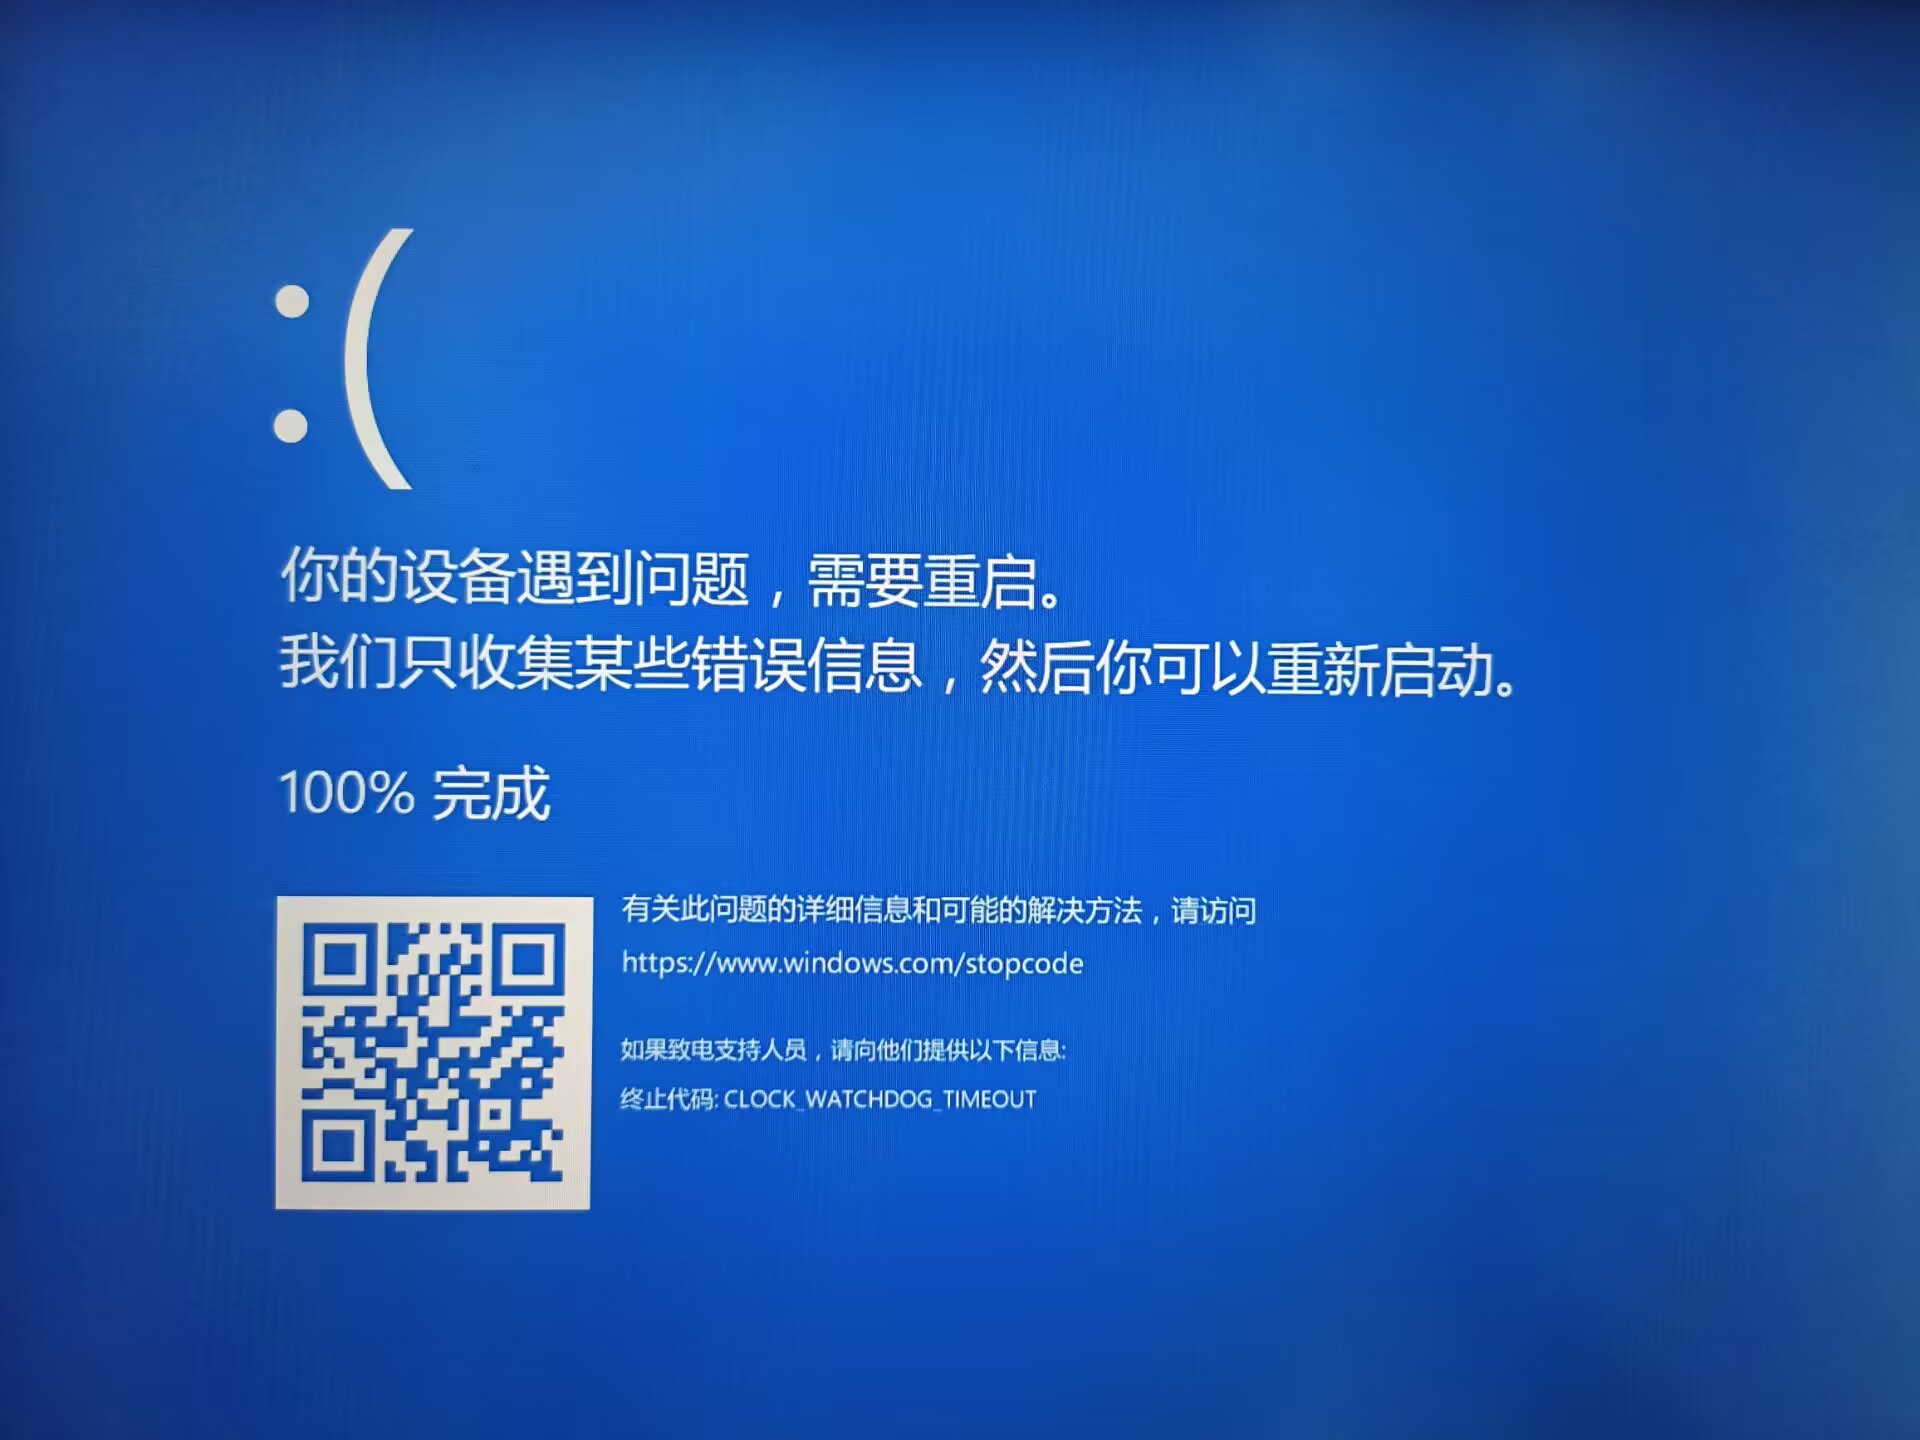 :(
你的设备遇到问题，需要重启。
我们只收集某些错误信息，然后你可以重新启动。
100% 完成
有关此问题的详细信息和可能的解决方法，请访问
https://www.windows.com/stopcode
如果致电支持人员，请向他们提供以下信息:
终止代码: CLOCK_WATCHDOG_TIMEOUT